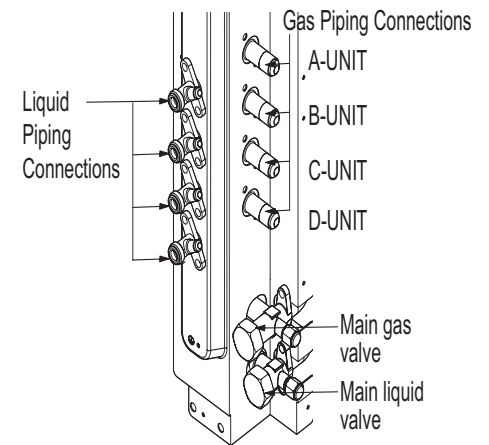 Gas Piping Connections
A-UNIT
B-UNIT
C-UNIT
D-UNIT
Liquid
Piping
Connections
Main gas
valve
Main liquid
valve